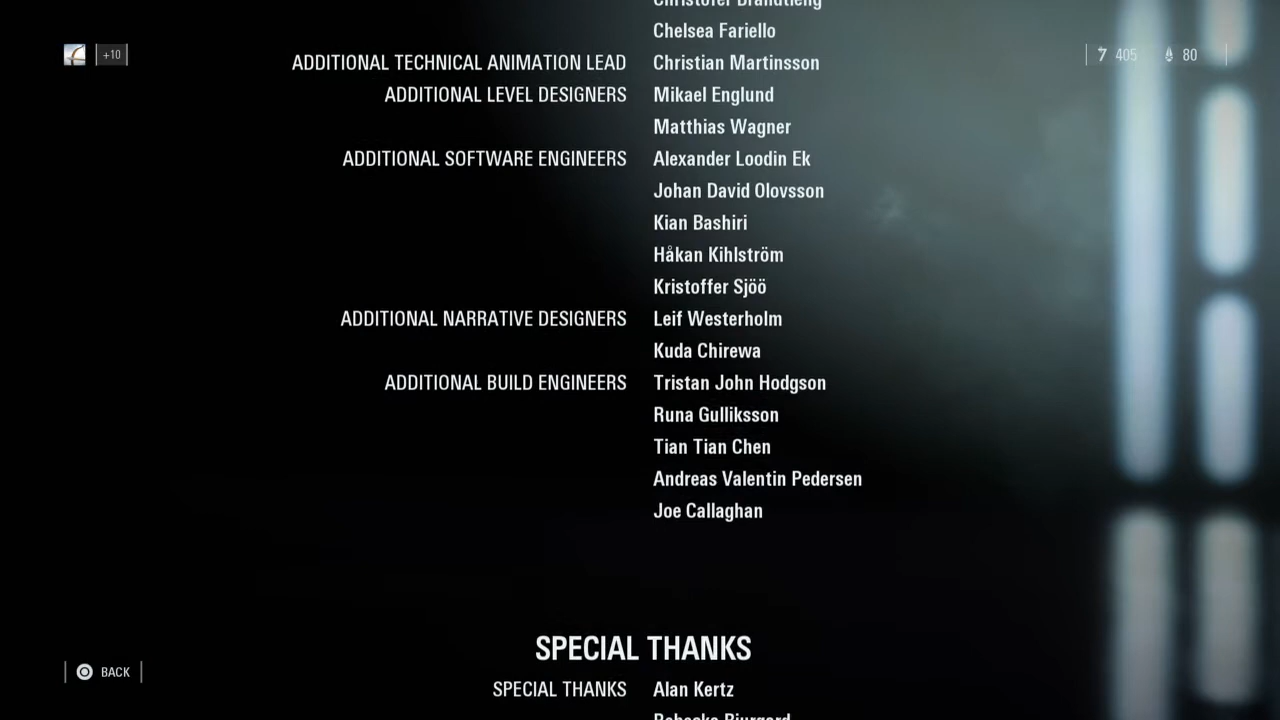 Chelsea Fariello
+10
405 80
ADDITIONAL TECHNICAL ANIMATION LEAD Christian Martinsson
ADDITIONAL LEVEL DESIGNERS Mikael Englund
Matthias Wagner
ADDITIONAL SOFTWARE ENGINEERS Alexander Loodin Ek
Johan David Olovsson
Kian Bashiri
Håkan Kihlström
Kristoffer Sjöö
ADDITIONAL NARRATIVE DESIGNERS Leif Westerholm
Kuda Chirewa
ADDITIONAL BUILD ENGINEERS Tristan John Hodgson
Runa Gulliksson
Tian Tian Chen
Andreas Valentin Pedersen
Joe Callaghan
SPECIAL THANKS
BACK
SPECIAL THANKS Alan Kertz